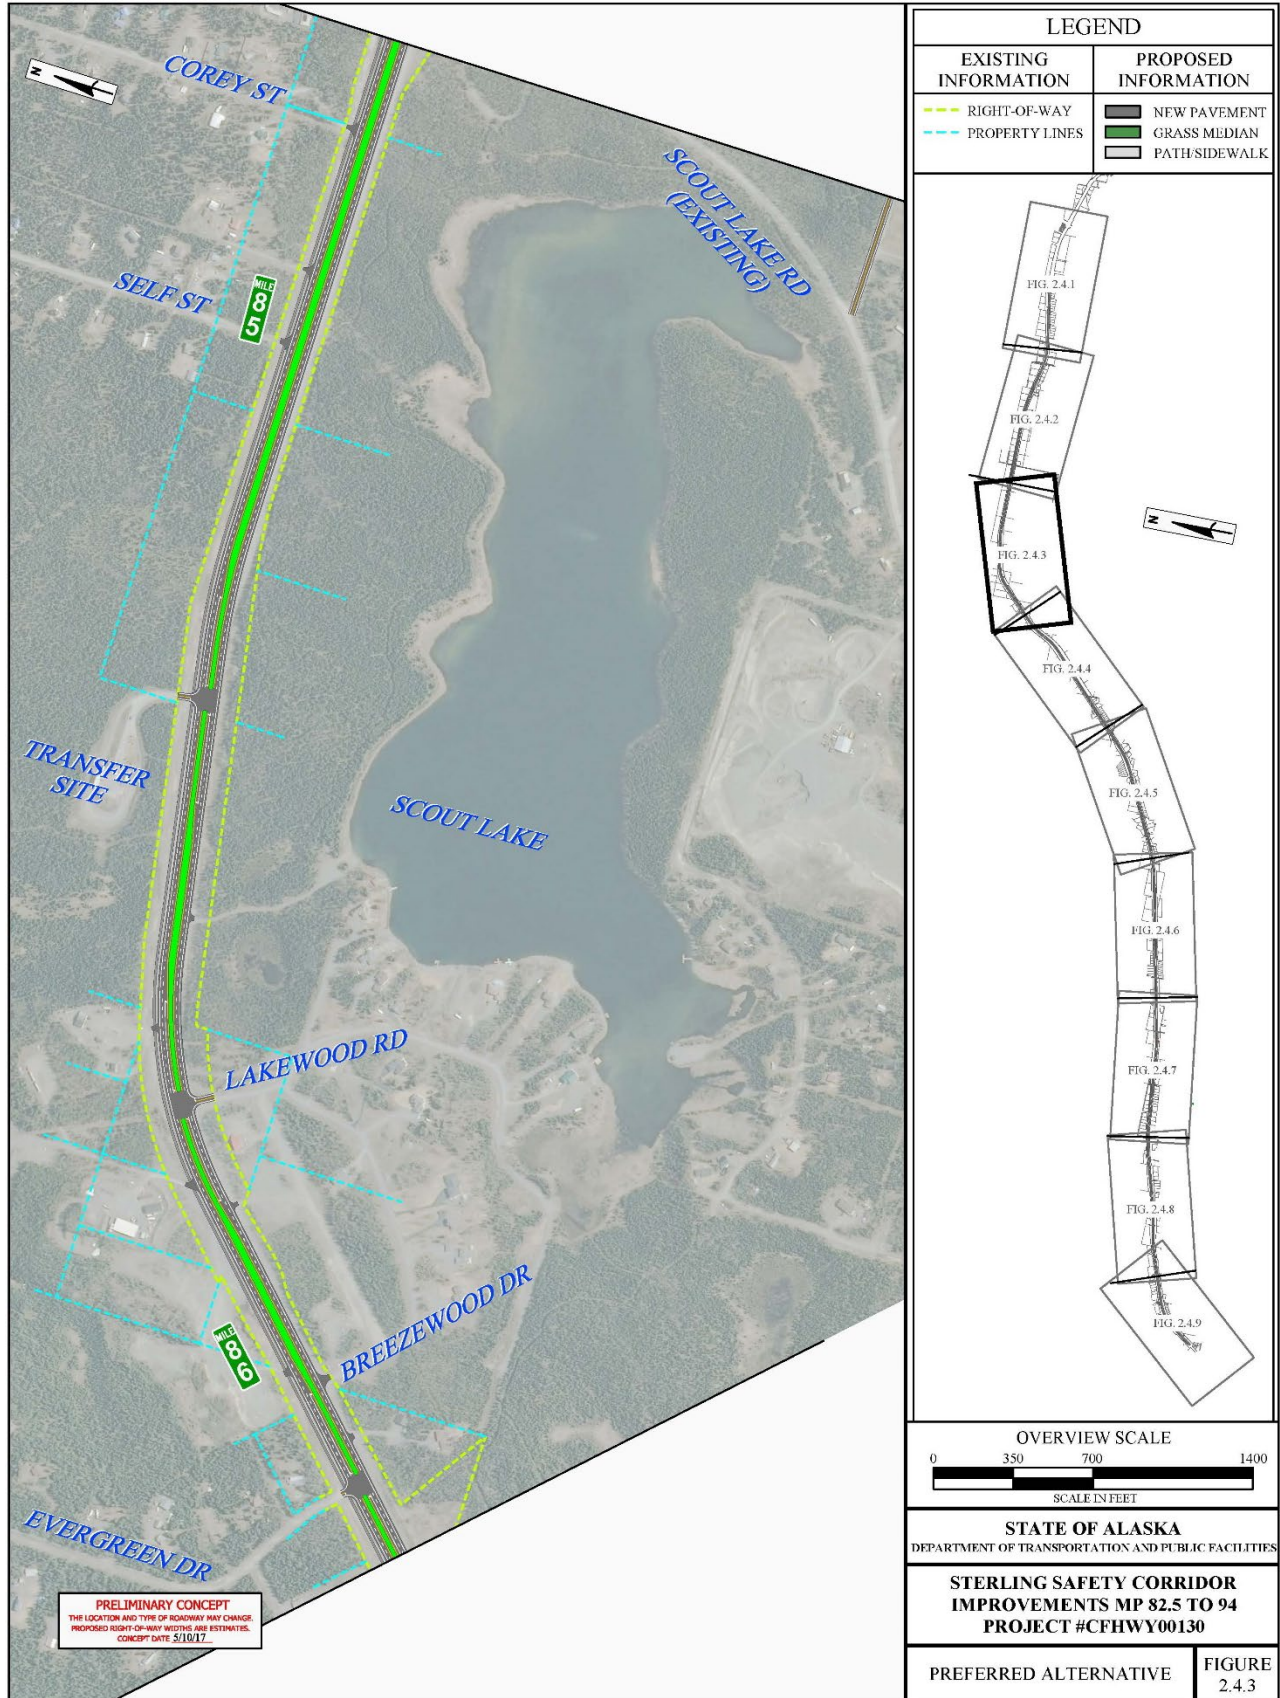 N
COREY ST
SELF ST
MILE
8
5
SCOUT LAKE RD
(EXISTING)
TRANSFER
SITE
SCOUT LAKE
LAKEWOOD RD
BREEZEWOOD DR
MILE
8
6
EVERGREEN DR
PRELIMINARY CONCEPT
THE LOCATION AND TYPE OF ROADWAY MAY CHANGE.
PROPOSED RIGHT-OF-WAY WIDTHS ARE ESTIMATES.
CONCEPT DATE 5/10/17
LEGEND
EXISTING
INFORMATION
RIGHT-OF-WAY
PROPERTY LINES
PROPOSED
INFORMATION
NEW PAVEMENT
GRASS MEDIAN
PATH/SIDEWALK
FIG. 2.4.1
FIG. 2.4.2
N
FIG. 2.4.3
FIG. 2.4.4
FIG. 2.4.5
FIG. 2.4.6
FIG. 2.4.7
FIG. 2.4.8
FIG. 2.4.9
OVERVIEW SCALE
0 350 700 1400
SCALE IN FEET
STATE OF ALASKA
DEPARTMENT OF TRANSPORTATION AND PUBLIC FACILITIES
STERLING SAFETY CORRIDOR
IMPROVEMENTS MP 82.5 TO 94
PROJECT #CFHWY00130
PREFERRED ALTERNATIVE
FIGURE
2.4.3